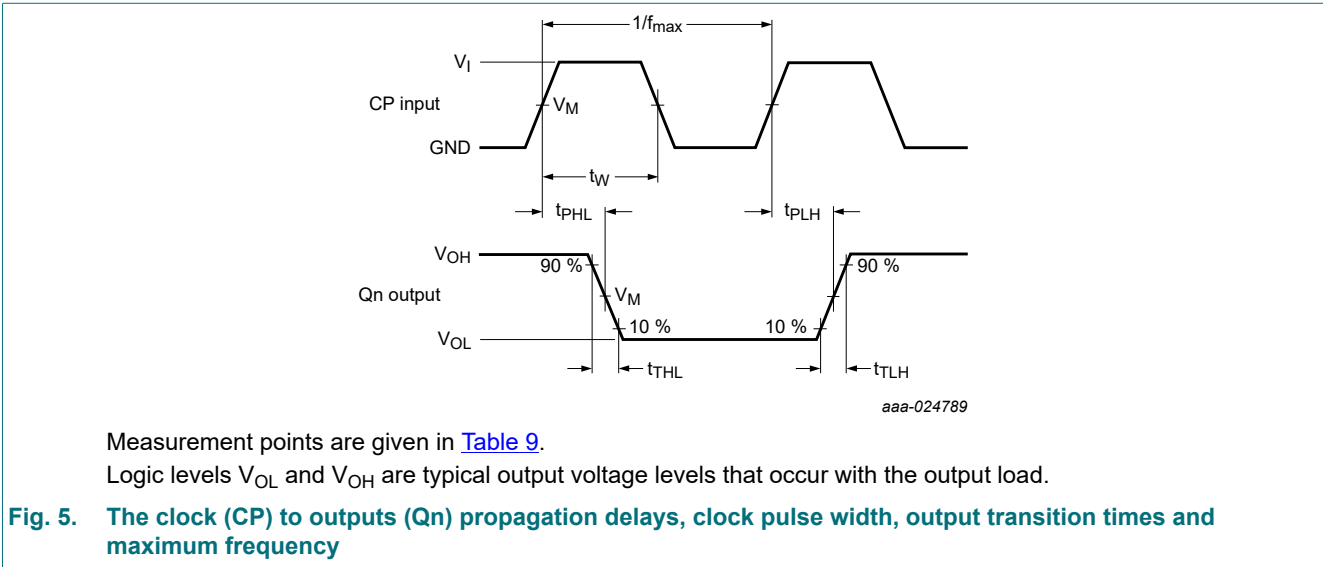 1/fmax
VI
CP input
VM
GND
tW
tPHL
tPLH
VOH
90 %
90 %
Qn output
VM
10 %
10 %
VOL
tTHL
tTLH
aaa-024789
Measurement points are given in Table 9.
Logic levels VOL and VOH are typical output voltage levels that occur with the output load.
Fig. 5. The clock (CP) to outputs (Qn) propagation delays, clock pulse width, output transition times and
maximum frequency